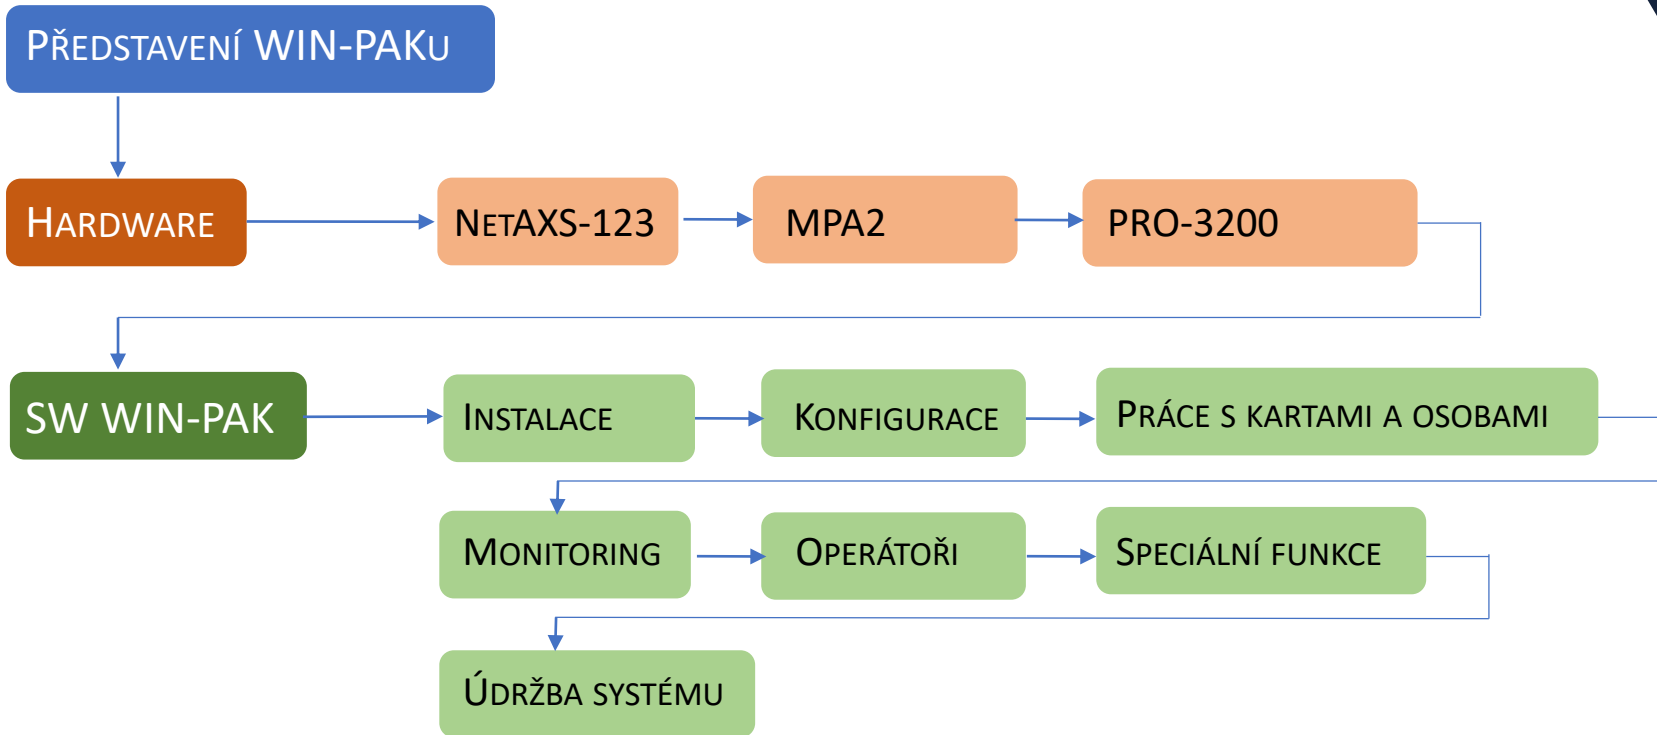 PŘEDSTAVENÍ WIN-PAKU
HARDWARE
NETAXS-123
MPA2
PRO-3200
SW WIN-PAK
INSTALACE
KONFIGURACE
PRÁCE S KARTAMI A OSOBAMI
MONITORING
OPERÁTOŘI
SPECIÁLNÍ FUNKCE
ÚDRŽBA SYSTÉMU